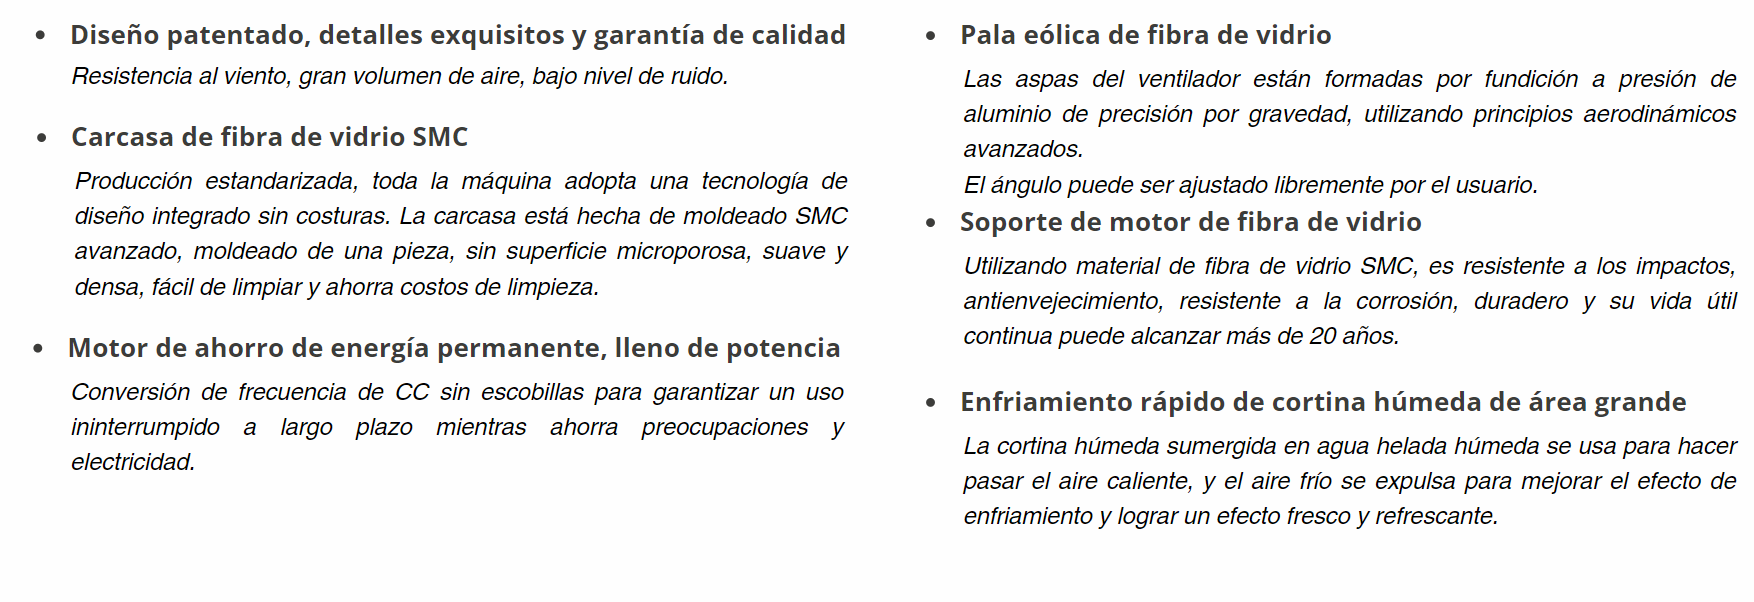 • Diseño patentado, detalles exquisitos y garantía de calidad
Resistencia al viento, gran volumen de aire, bajo nivel de ruido.
• Carcasa de fibra de vidrio SMC
Producción estandarizada, toda la máquina adopta una tecnología de
diseño integrado sin costuras. La carcasa está hecha de moldeado SMC
avanzado, moldeado de una pieza, sin superficie microporosa, suave y
densa, fácil de limpiar y ahorra costos de limpieza.
• Motor de ahorro de energía permanente, lleno de potencia
Conversión de frecuencia de CC sin escobillas para garantizar un uso
ininterrumpido a largo plazo mientras ahorra preocupaciones y
electricidad.
• Pala eólica de fibra de vidrio
Las aspas del ventilador están formadas por fundición a presión de
aluminio de precisión por gravedad, utilizando principios aerodinámicos
avanzados.
El ángulo puede ser ajustado libremente por el usuario.
• Soporte de motor de fibra de vidrio
Utilizando material de fibra de vidrio SMC, es resistente a los impactos,
antienvejecimiento, resistente a la corrosión, duradero y su vida útil
continua puede alcanzar más de 20 años.
• Enfriamiento rápido de cortina húmeda de área grande
La cortina húmeda sumergida en agua helada húmeda se usa para hacer
pasar el aire caliente, y el aire frío se expulsa para mejorar el efecto de
enfriamiento y lograr un efecto fresco y refrescante.